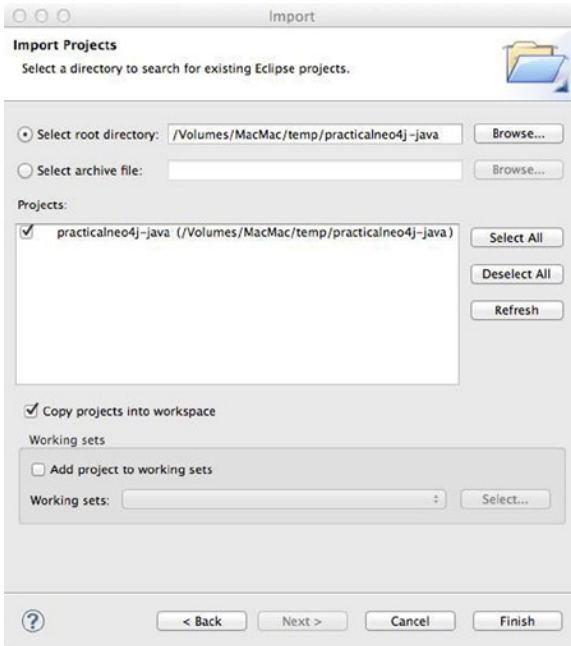 Import
Import Projects
Select a directory to search for existing Eclipse projects.
Select root directory: /Volumes/MacMac/temp/practicalneo4j-java Browse...
Select archive file: Browse...
Projects:
practicalneo4j-java (/Volumes/MacMac/temp/practicalneo4j-java) Select All
Deselect All
Refresh
Copy projects into workspace
Working sets
Add project to working sets
Working sets: Select...
? < Back Next > Cancel Finish